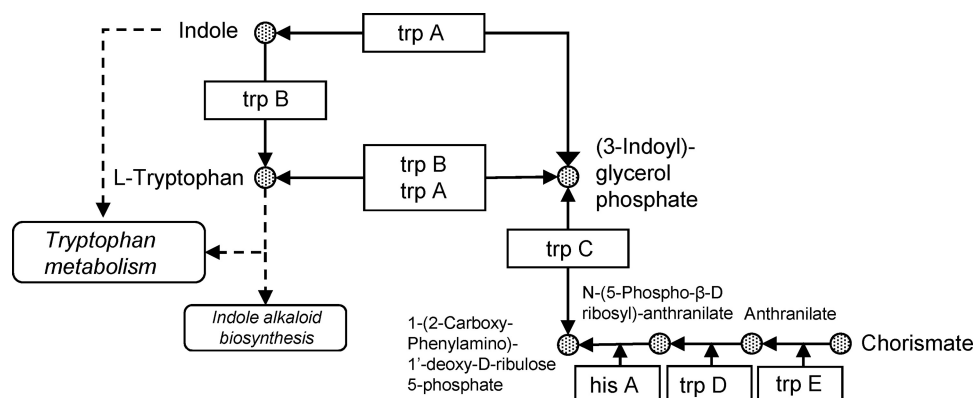 Indole
trp A
trp B
L-Tryptophan
trp B
trp A
(3-Indoyl)-
glycerol
phosphate
Tryptophan
metabolism
trp C
Indole alkaloid
biosynthesis
N-(5-Phospho-β-D
ribosyl)-anthranilate
Anthranilate
1-(2-Carboxy-
Phenylamino)-
1'-deoxy-D-ribulose
5-phosphate
Chorismate
his A
trp D
trp E